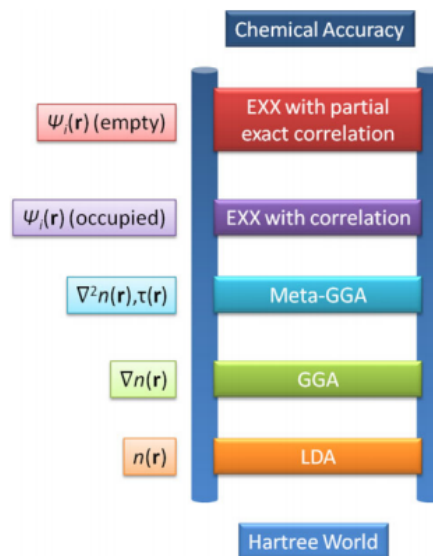 Chemical Accuracy
Ψᵢ(r) (empty)
EXX with partial
exact correlation
Ψᵢ(r) (occupied)
EXX with correlation
∇²n(r),τ(r)
Meta-GGA
∇n(r)
GGA
n(r)
LDA
Hartree World